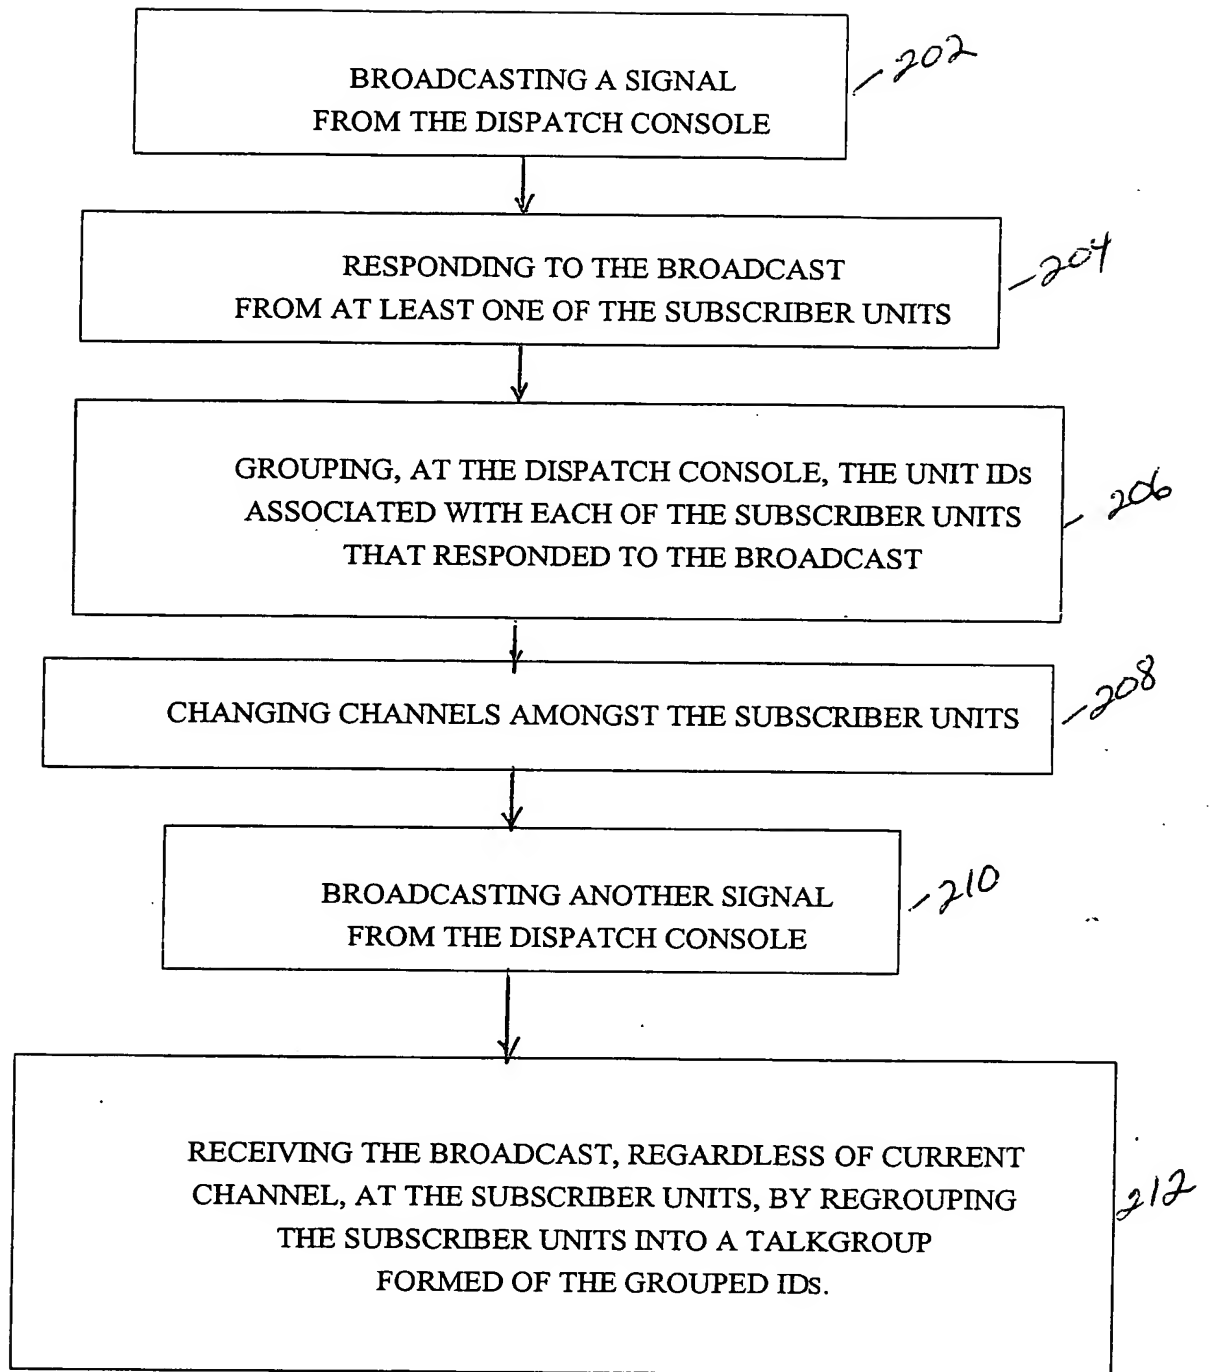 BROADCASTING A SIGNAL
FROM THE DISPATCH CONSOLE
202
RESPONDING TO THE BROADCAST
FROM AT LEAST ONE OF THE SUBSCRIBER UNITS
204
GROUPING, AT THE DISPATCH CONSOLE, THE UNIT IDs
ASSOCIATED WITH EACH OF THE SUBSCRIBER UNITS
THAT RESPONDED TO THE BROADCAST
206
CHANGING CHANNELS AMONGST THE SUBSCRIBER UNITS
208
BROADCASTING ANOTHER SIGNAL
FROM THE DISPATCH CONSOLE
210
RECEIVING THE BROADCAST, REGARDLESS OF CURRENT
CHANNEL, AT THE SUBSCRIBER UNITS, BY REGROUPING
THE SUBSCRIBER UNITS INTO A TALKGROUP
FORMED OF THE GROUPED IDs.
212